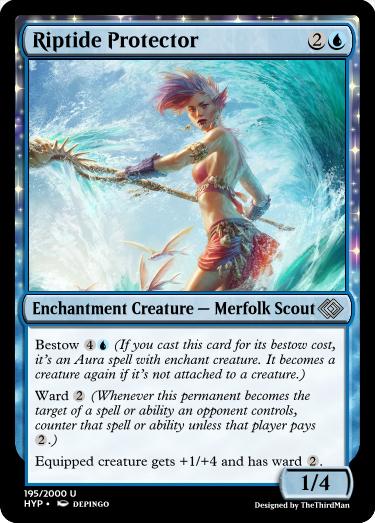 Riptide Protector 2
Enchantment Creature — Merfolk Scout
Bestow 4 (If you cast this card for its bestow cost,
it's an Aura spell with enchant creature. It becomes a
creature again if it's not attached to a creature.)
Ward 2 (Whenever this permanent becomes the
target of a spell or ability an opponent controls,
counter that spell or ability unless that player pays
2.)
Equipped creature gets +1/+4 and has ward 2.
1/4
195/2000 U
HYP • DEPINGO
Designed by TheThirdMan